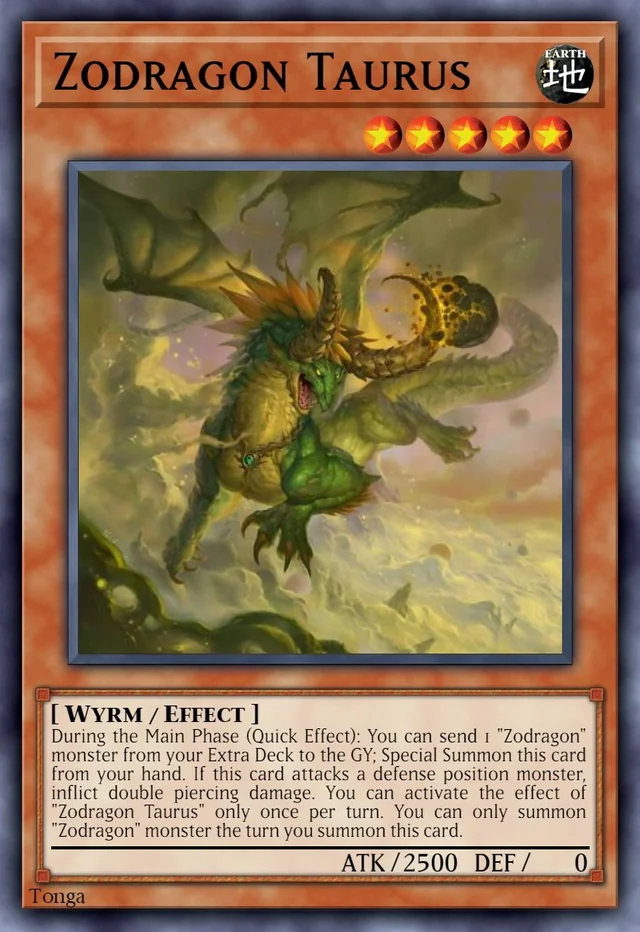 Zodragon Taurus
EARTH
地
[ Wyrm / Effect ]
During the Main Phase (Quick Effect): You can send 1 "Zodragon"
monster from your Extra Deck to the GY; Special Summon this card
from your hand. If this card attacks a defense position monster,
inflict double piercing damage. You can activate the effect of
"Zodragon Taurus" only once per turn. You can only summon
"Zodragon" monster the turn you summon this card.
ATK / 2500 DEF / 0
Tonga